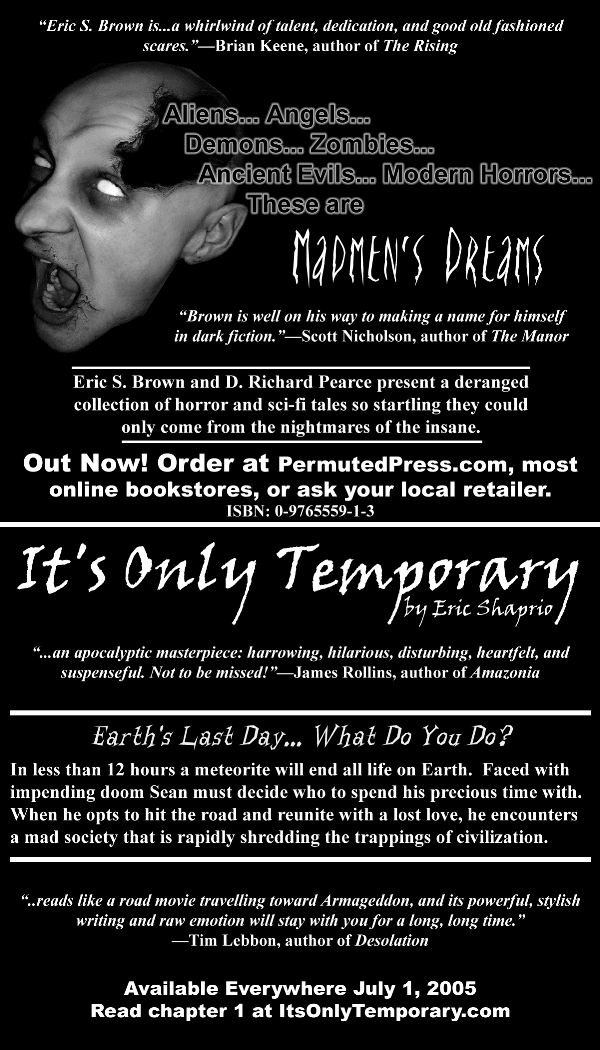 “Eric S. Brown is...a whirlwind of talent, dedication, and good old fashioned
scares.”—Brian Keene, author of The Rising
Aliens... Angels...
Demons... Zombies...
Ancient Evils... Modern Horrors...
These are
Madmen's Dreams
“Brown is well on his way to making a name for himself
in dark fiction.”—Scott Nicholson, author of The Manor
Eric S. Brown and D. Richard Pearce present a deranged
collection of horror and sci-fi tales so startling they could
only come from the nightmares of the insane.
Out Now! Order at PermutedPress.com, most
online bookstores, or ask your local retailer.
ISBN: 0-9765559-1-3
It's Only Temporary
by Eric Shaprio
“...an apocalyptic masterpiece: harrowing, hilarious, disturbing, heartfelt, and
suspenseful. Not to be missed!”—James Rollins, author of Amazonia
Earth's Last Day... What Do You Do?
In less than 12 hours a meteorite will end all life on Earth. Faced with
impending doom Sean must decide who to spend his precious time with.
When he opts to hit the road and reunite with a lost love, he encounters
a mad society that is rapidly shredding the trappings of civilization.
“..reads like a road movie travelling toward Armageddon, and its powerful, stylish
writing and raw emotion will stay with you for a long, long time.”
—Tim Lebbon, author of Desolation
Available Everywhere July 1, 2005
Read chapter 1 at ItsOnlyTemporary.com